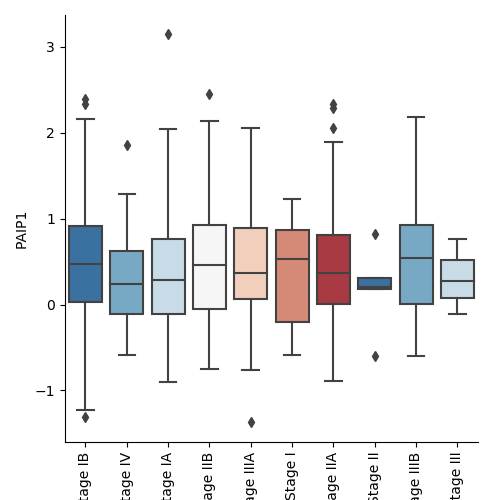 3
2
1
0
−1
PAIP1
tage IB
tage IV
tage IA
age IIB
age IIIA
Stage I
age IIA
Stage II
age IIIB
tage III